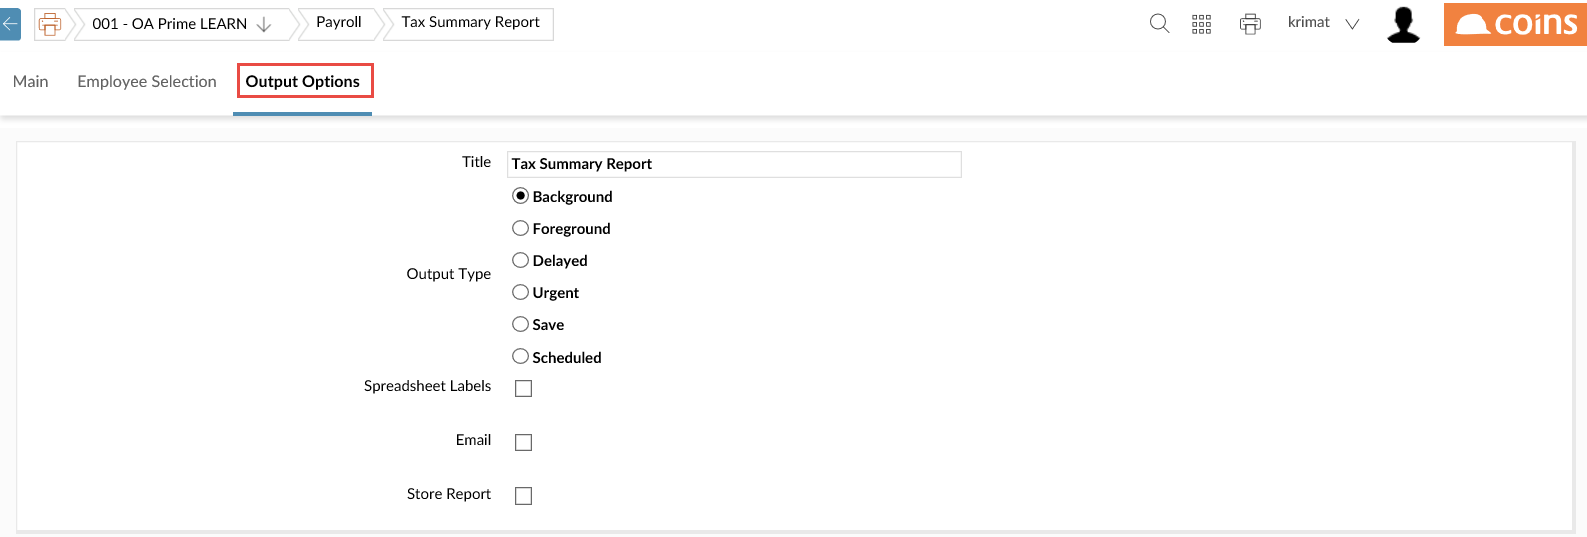 001 - OA Prime LEARN
Payroll
Tax Summary Report
krimat
coins
Main
Employee Selection
Output Options
Title
Tax Summary Report
Background
Foreground
Output Type
Delayed
Urgent
Save
Scheduled
Spreadsheet Labels
Email
Store Report